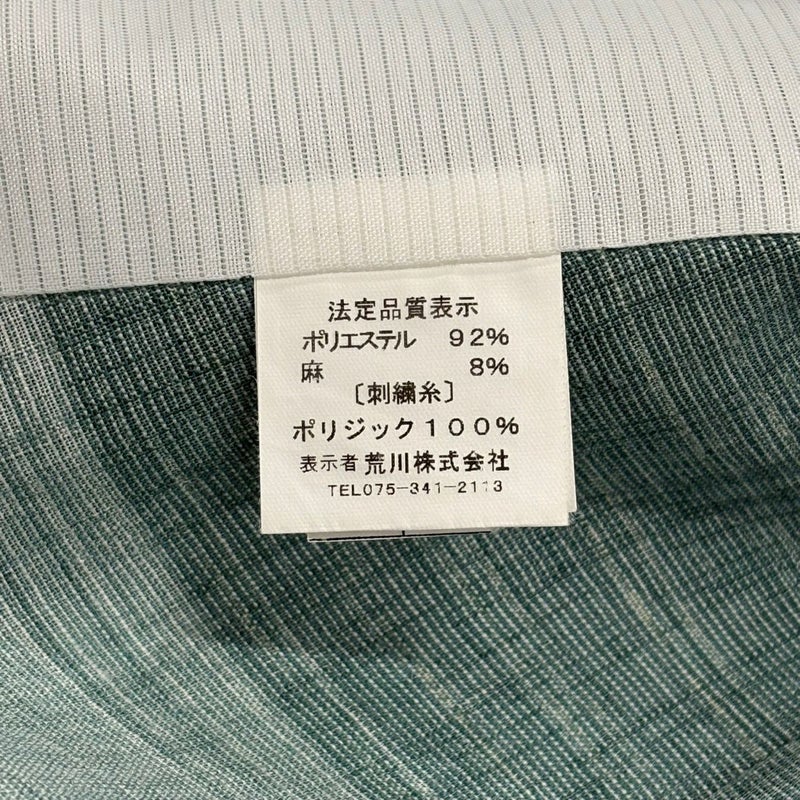 法定品質表示
ポリエステル 92%
麻 8%
〔刺繍糸〕
ポリジック100%
表示者 荒川株式会社
TEL075-341-2113